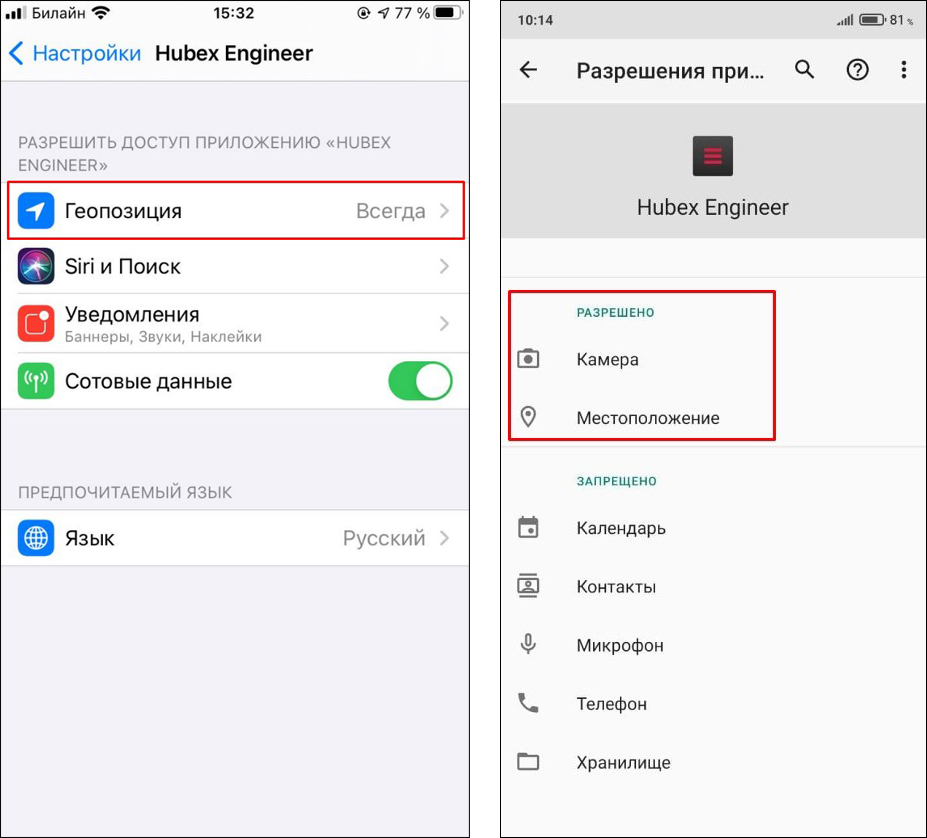 Билайн 15:32 77 %
Настройки Hubex Engineer
РАЗРЕШИТЬ ДОСТУП ПРИЛОЖЕНИЮ «HUBEX
ENGINEER»
Геопозиция Всегда
Siri и Поиск
Уведомления
Баннеры, Звуки, Наклейки
Сотовые данные
ПРЕДПОЧИТАЕМЫЙ ЯЗЫК
Язык Русский
10:14 81 %
Разрешения при...
Hubex Engineer
РАЗРЕШЕНО
Камера
Местоположение
ЗАПРЕЩЕНО
Календарь
Контакты
Микрофон
Телефон
Хранилище